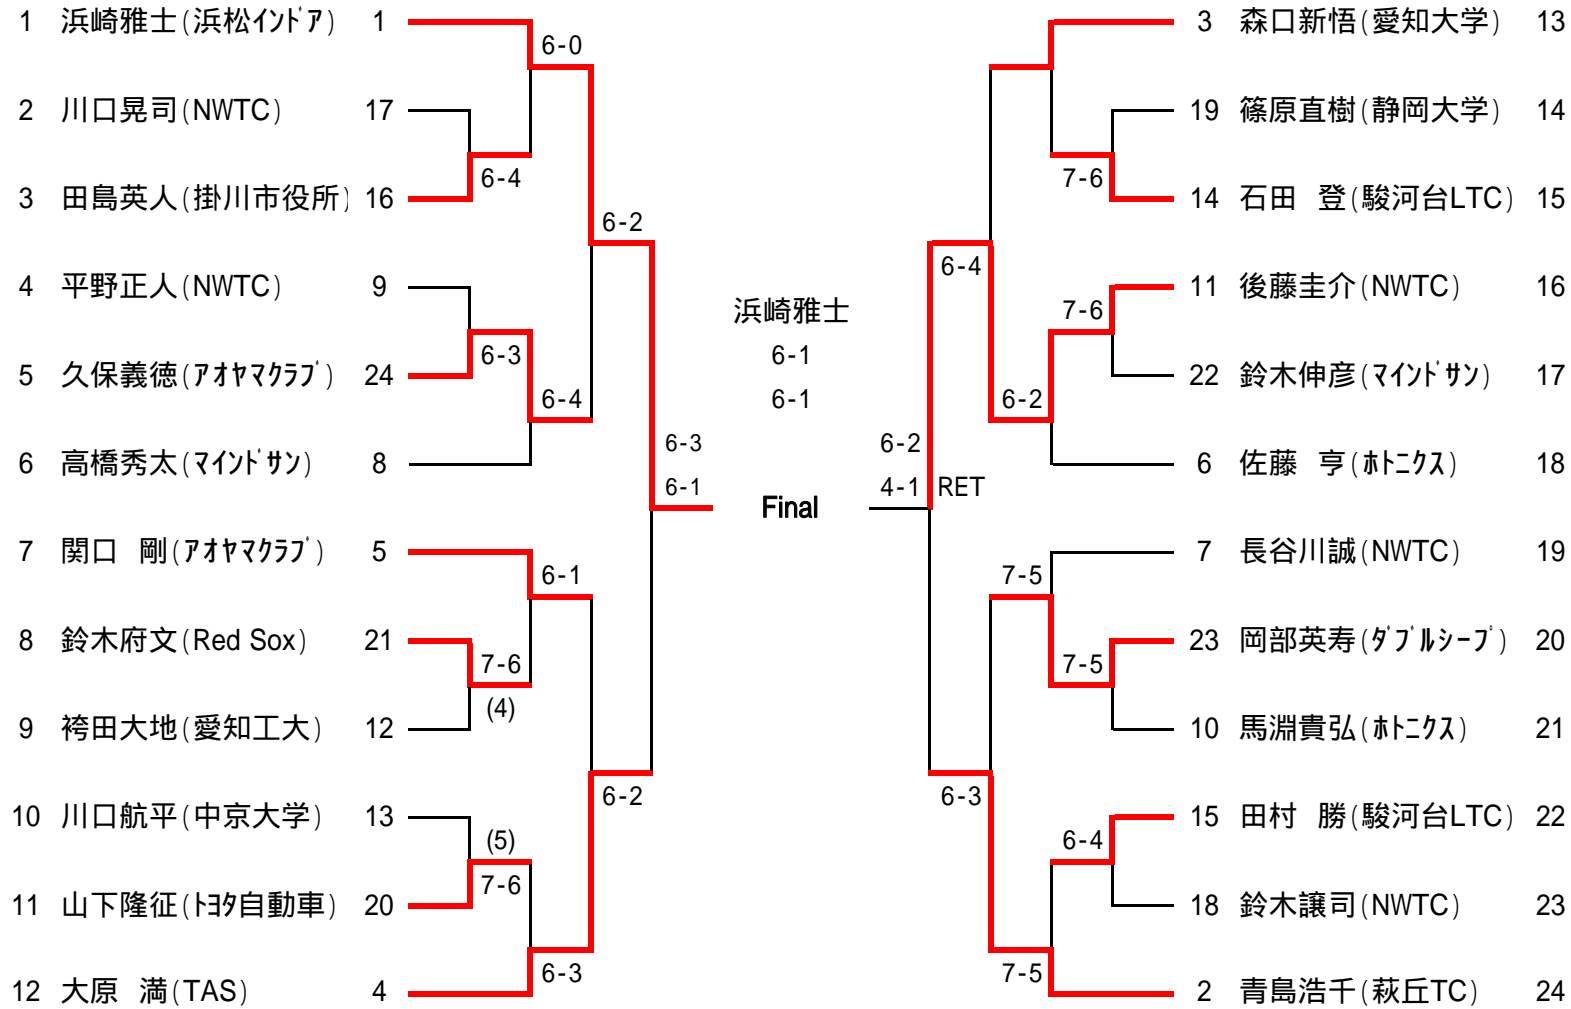 1 浜崎雅士(浜松ｲﾝﾄﾞｱ) 1
6-0
2 川口晃司(NWTC) 17
6-4
3 田島英人(掛川市役所) 16
6-2
4 平野正人(NWTC) 9
6-3
5 久保義徳(ｱｵﾔﾏｸﾗﾌﾞ) 24
6-4
6 高橋秀太(ﾏｲﾝﾄﾞｻﾝ) 8
6-3
6-1
7 関口 剛(ｱｵﾔﾏｸﾗﾌﾞ) 5
6-1
8 鈴木府文(Red Sox) 21
7-6
(4)
9 袴田大地(愛知工大) 12
6-2
10 川口航平(中京大学) 13
(5)
7-6
11 山下隆征(ﾄﾖﾀ自動車) 20
6-3
12 大原 満(TAS) 4
浜崎雅士
6-1
6-1
Final
3 森口新悟(愛知大学) 13
19 篠原直樹(静岡大学) 14
7-6
14 石田 登(駿河台LTC) 15
6-4
11 後藤圭介(NWTC) 16
7-6
22 鈴木伸彦(ﾏｲﾝﾄﾞｻﾝ) 17
6-2
6 佐藤 亨(ﾎﾄﾆｸｽ) 18
6-2
4-1 RET
7 長谷川誠(NWTC) 19
7-5
23 岡部英寿(ﾀﾞﾌﾞﾙｼｰﾌﾟ) 20
7-5
10 馬淵貴弘(ﾎﾄﾆｸｽ) 21
6-3
15 田村 勝(駿河台LTC) 22
6-4
18 鈴木譲司(NWTC) 23
7-5
2 青島浩千(萩丘TC) 24